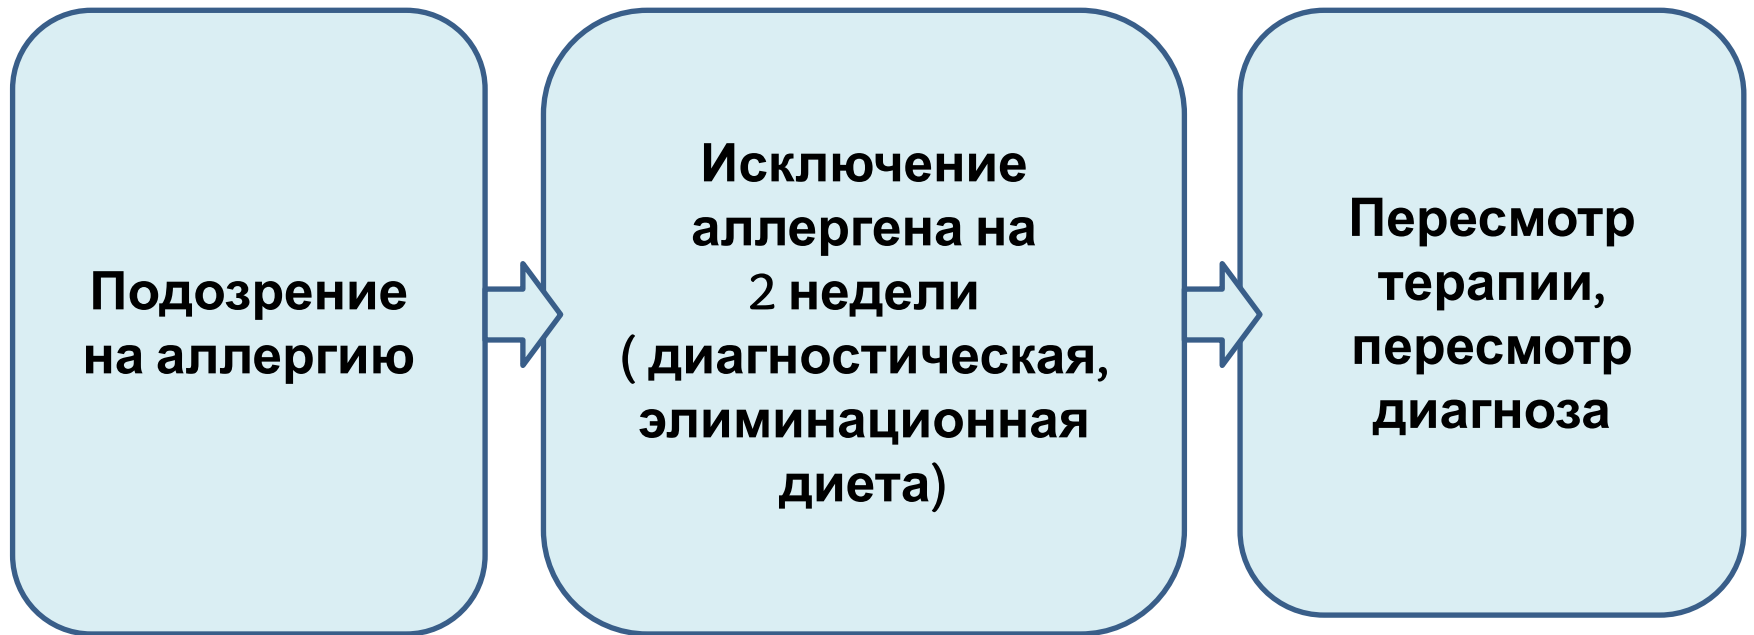 Подозрение
на аллергию
Исключение
аллергена на
2 недели
( диагностическая,
элиминационная
диета)
Пересмотр
терапии,
пересмотр
диагноза